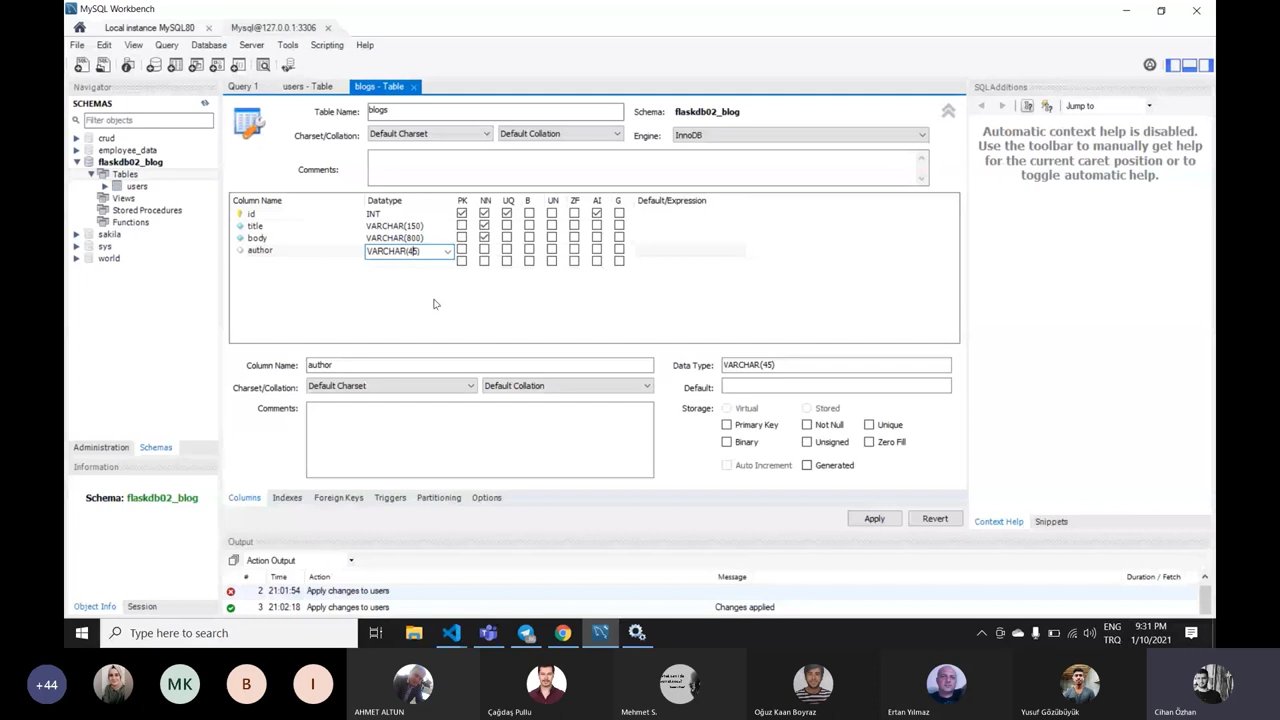 MySQL Workbench
Local instance MySQL80 × Mysql@127.0.0.1:3306 ×
File Edit View Query Database Server Tools Scripting Help
Navigator
SCHEMAS
Filter objects
crud
employee_data
flaskdb02_blog
Tables
users
Views
Stored Procedures
Functions
sakila
sys
world
Administration Schemas
Information
Schema: flaskdb02_blog
Object Info Session
Query 1 users - Table blogs - Table ×
Table Name: blogs Schema: flaskdb02_blog
Charset/Collation: Default Charset Default Collation Engine: InnoDB
Comments:
Column Name Datatype PK NN UQ B UN ZF AI G Default/Expression
id INT
title VARCHAR(150)
body VARCHAR(800)
author VARCHAR(45)
Column Name: author Data Type: VARCHAR(45)
Charset/Collation: Default Charset Default Collation Default:
Comments: Storage: Virtual Stored
Primary Key Not Null Unique
Binary Unsigned Zero Fill
Auto Increment Generated
Columns Indexes Foreign Keys Triggers Partitioning Options
Apply Revert
Output
Action Output
# Time Action Message Duration / Fetch
2 21:01:54 Apply changes to users
3 21:02:18 Apply changes to users Changes applied
SQLAdditions
Jump to
Automatic context help is disabled.
Use the toolbar to manually get help
for the current caret position or to
toggle automatic help.
Context Help Snippets
Type here to search
ENG 9:31 PM
TRQ 1/10/2021
+44 MK B I
AHMET ALTUN Çağdaş Pullu Mehmet S. Oğuz Kaan Boyraz Ertan Yılmaz Yusuf Gözübüyük Cihan Özhan